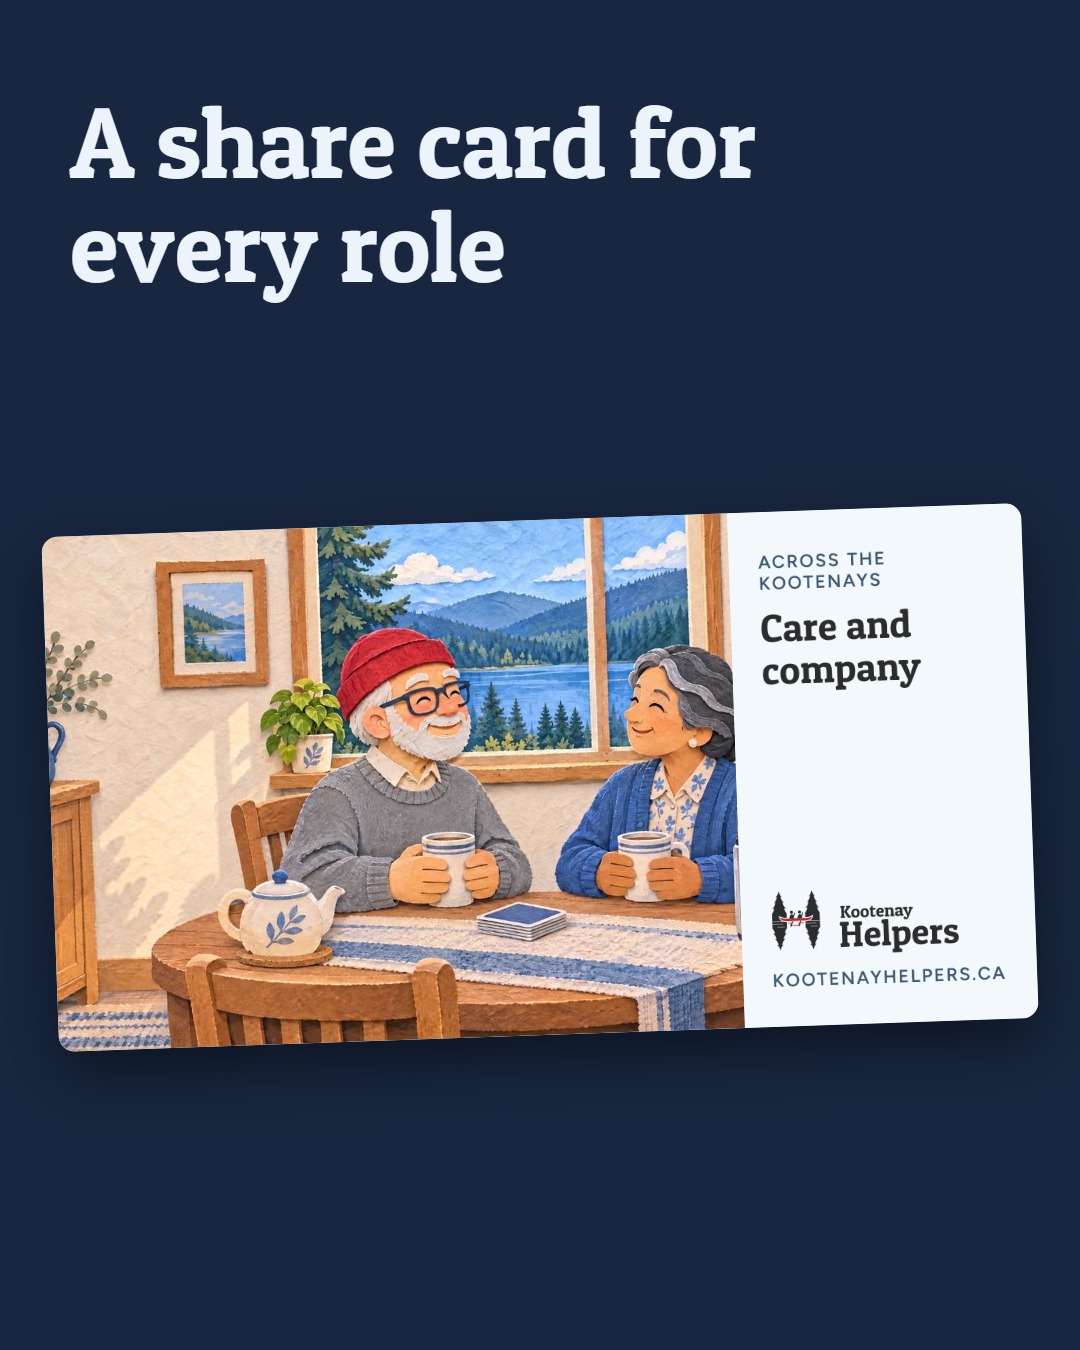 A share card for
every role
ACROSS THE
KOOTENAYS
Care and
company
Kootenay
Helpers
KOOTENAYHELPERS.CA